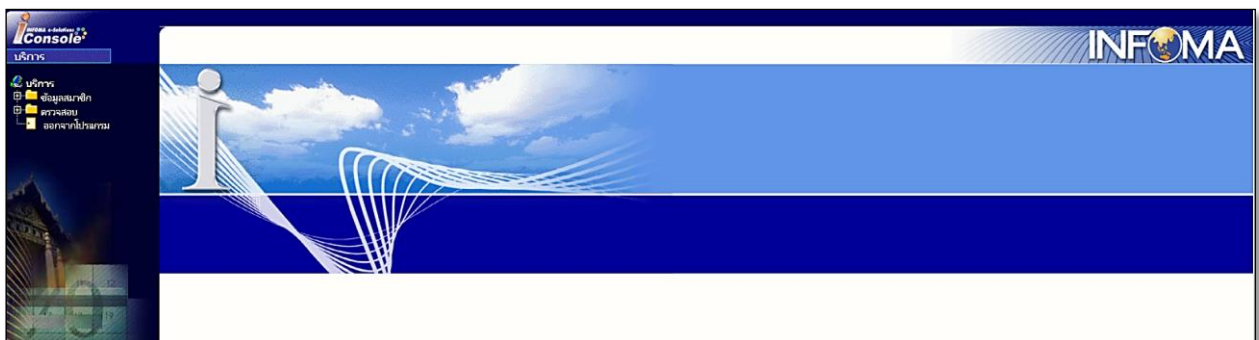 INFOMA e-Solutions
iConsole
บริการ
INFOMA
บริการ
ข้อมูลสมาชิก
ตรวจสอบ
ออกจากโปรแกรม
i